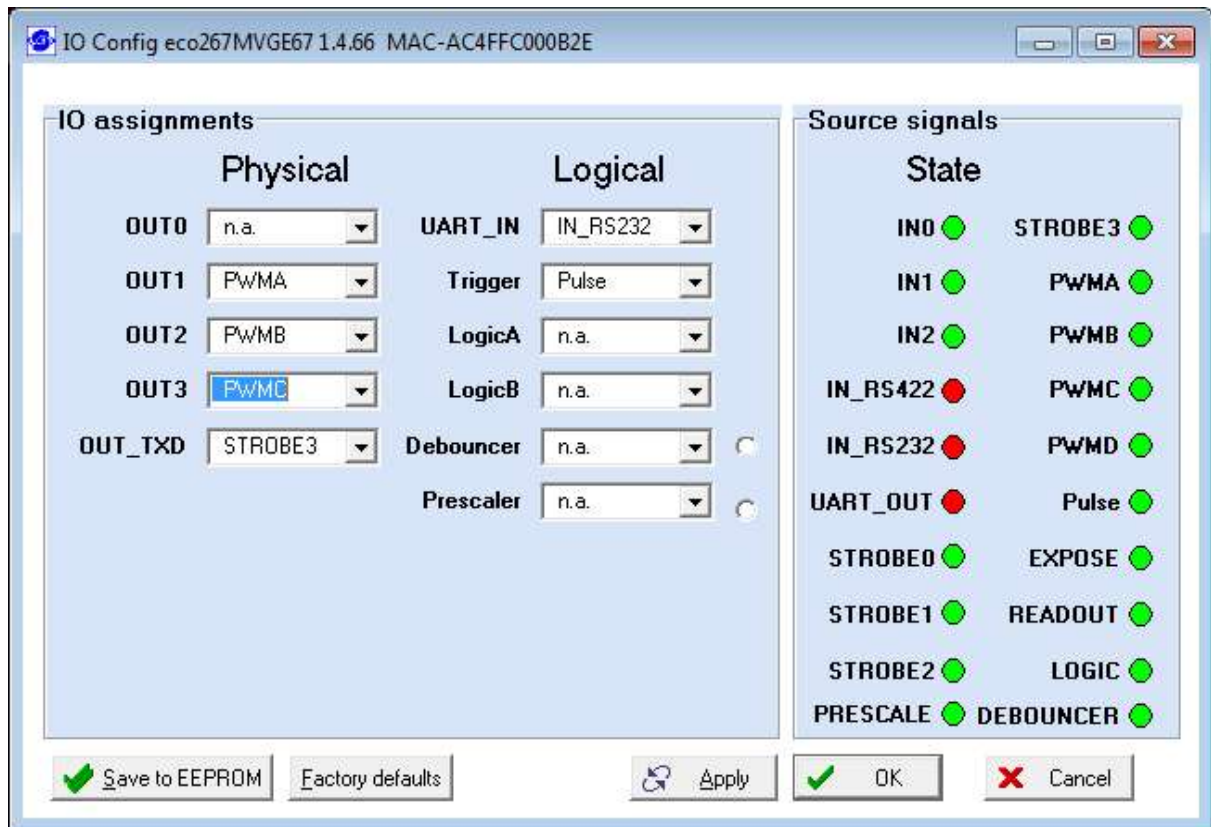 IO Config eco267MVGE67 1.4.66 MAC-AC4FFC000B2E
IO assignments
Physical
Logical
OUT0 n.a.
UART_IN IN_RS232
OUT1 PWMA
Trigger Pulse
OUT2 PWMB
LogicA n.a.
OUT3 PWMC
LogicB n.a.
OUT_TXD STROBE3
Debouncer n.a.
Prescaler n.a.
Source signals
State
IN0 STROBE3
IN1 PWMA
IN2 PWMB
IN_RS422 PWMC
IN_RS232 PWMD
UART_OUT Pulse
STROBE0 EXPOSE
STROBE1 READOUT
STROBE2 LOGIC
PRESCALE DEBOUNCER
Save to EEPROM
Factory defaults
Apply
OK
Cancel